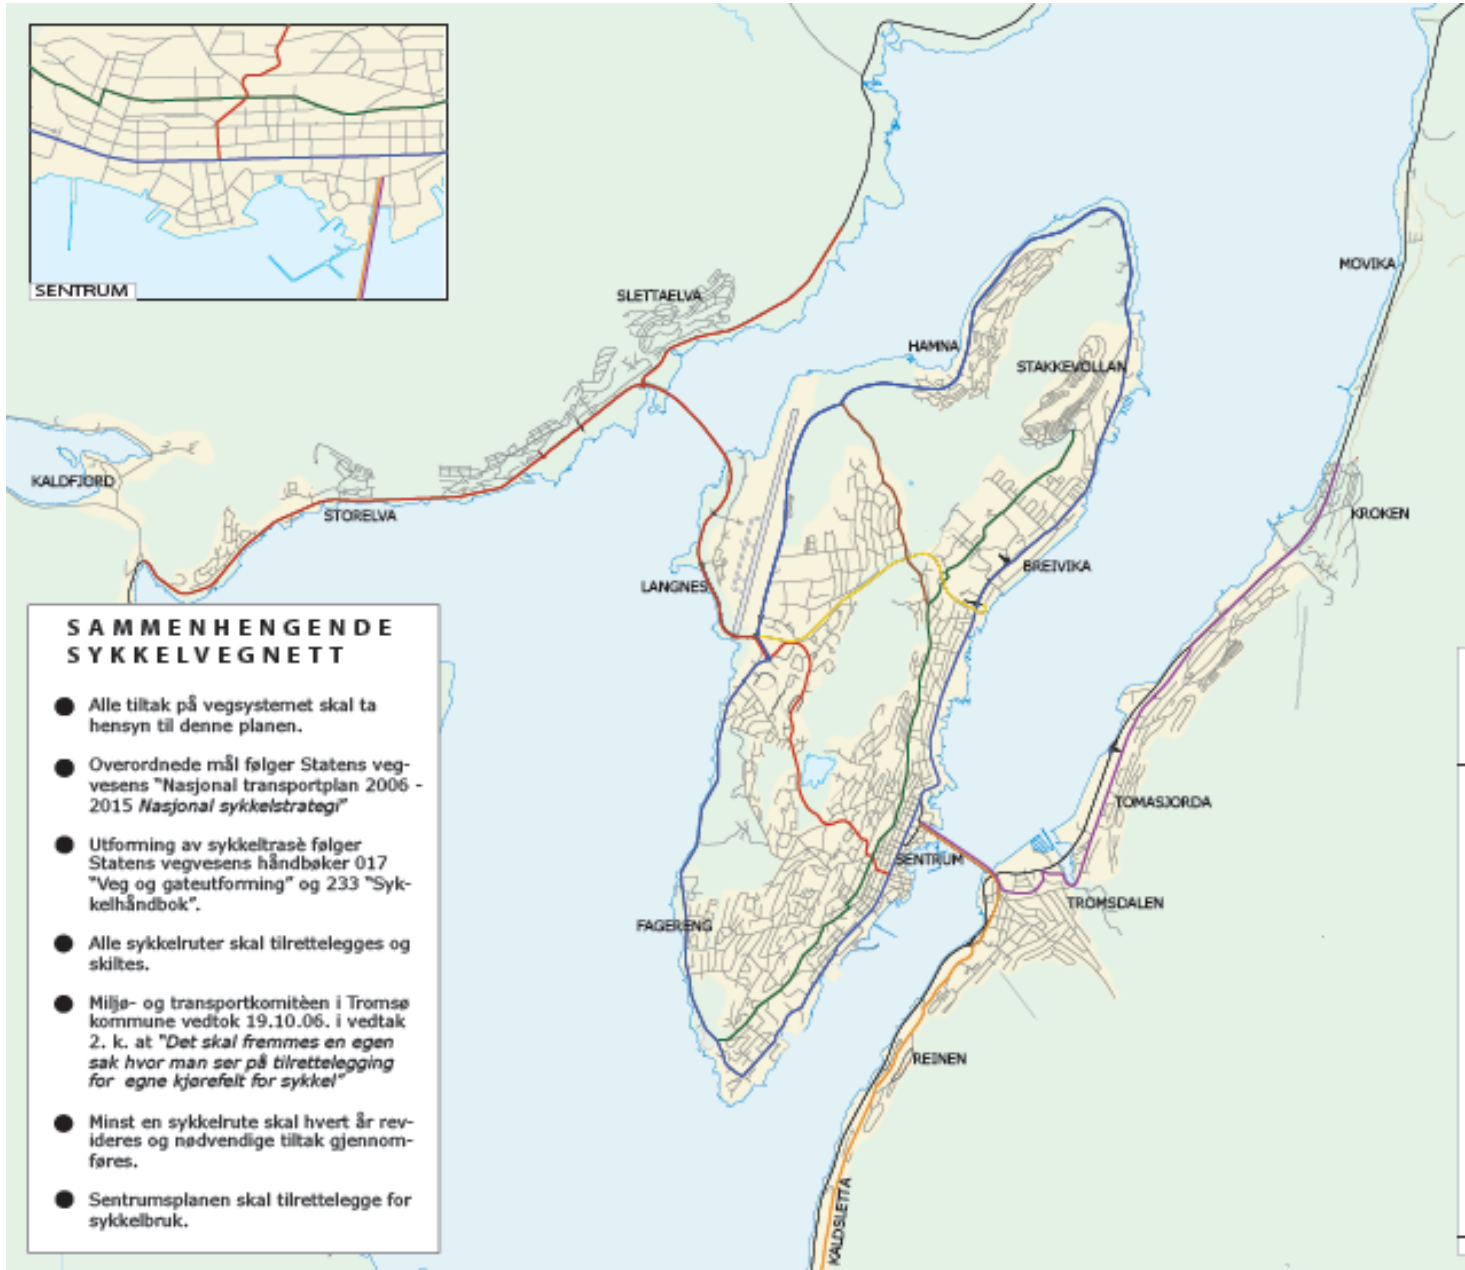 SENTRUM
SLETTAELVA
MOVIKA
HAMNA
STAKKEVOLLAN
KALDFJORD
STORELVA
KROKEN
LANGNES
BREIVIKA
TOMASJORDA
SENTRUM
TROMSDALEN
FAGERENG
REINEN
KALDSLETTA
SAMMENHENGENDE
SYKKELVEGNETT
● Alle tiltak på vegsystemet skal ta
hensyn til denne planen.
● Overordnede mål følger Statens veg-
vesens "Nasjonal transportplan 2006 -
2015 Nasjonal sykkelstrategi"
● Utforming av sykkeltrasè følger
Statens vegvesens håndbøker 017
"Veg og gateutforming" og 233 "Syk-
kelhåndbok".
● Alle sykkelruter skal tilrettelegges og
skiltes.
● Miljø- og transportkomitèen i Tromsø
kommune vedtok 19.10.06. i vedtak
2. k. at "Det skal fremmes en egen
sak hvor man ser på tilrettelegging
for egne kjørefelt for sykkel"
● Minst en sykkelrute skal hvert år rev-
ideres og nødvendige tiltak gjennom-
føres.
● Sentrumsplanen skal tilrettelegge for
sykkelbruk.